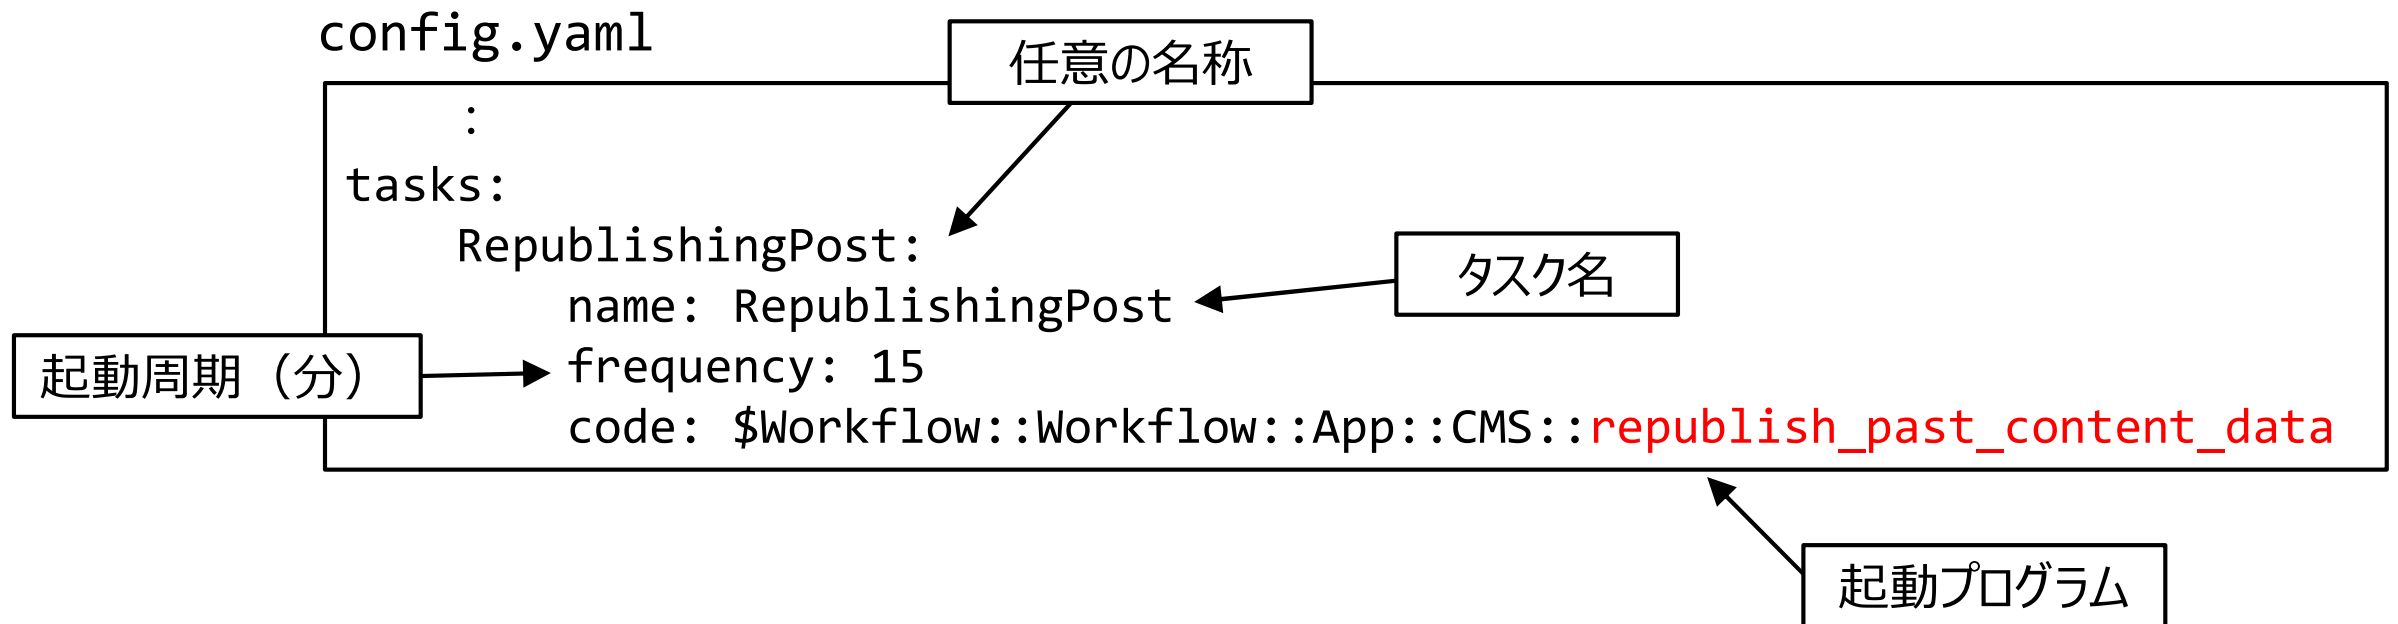 config.yaml
任意の名称
:
tasks:
RepublishingPost:
タスク名
name: RepublishingPost
起動周期（分）
frequency: 15
code: $Workflow::Workflow::App::CMS::republish_past_content_data
起動プログラム